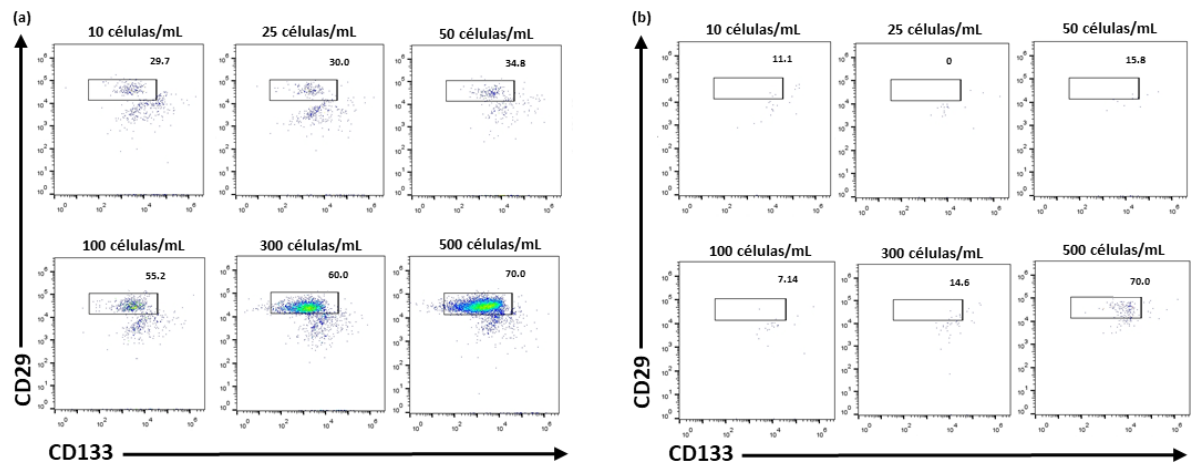 (a)
10 células/mL
25 células/mL
50 células/mL
29.7
30.0
34.8
100 células/mL
300 células/mL
500 células/mL
55.2
60.0
70.0
CD29
CD133
(b)
10 células/mL
25 células/mL
50 células/mL
11.1
0
15.8
100 células/mL
300 células/mL
500 células/mL
7.14
14.6
70.0
CD29
CD133